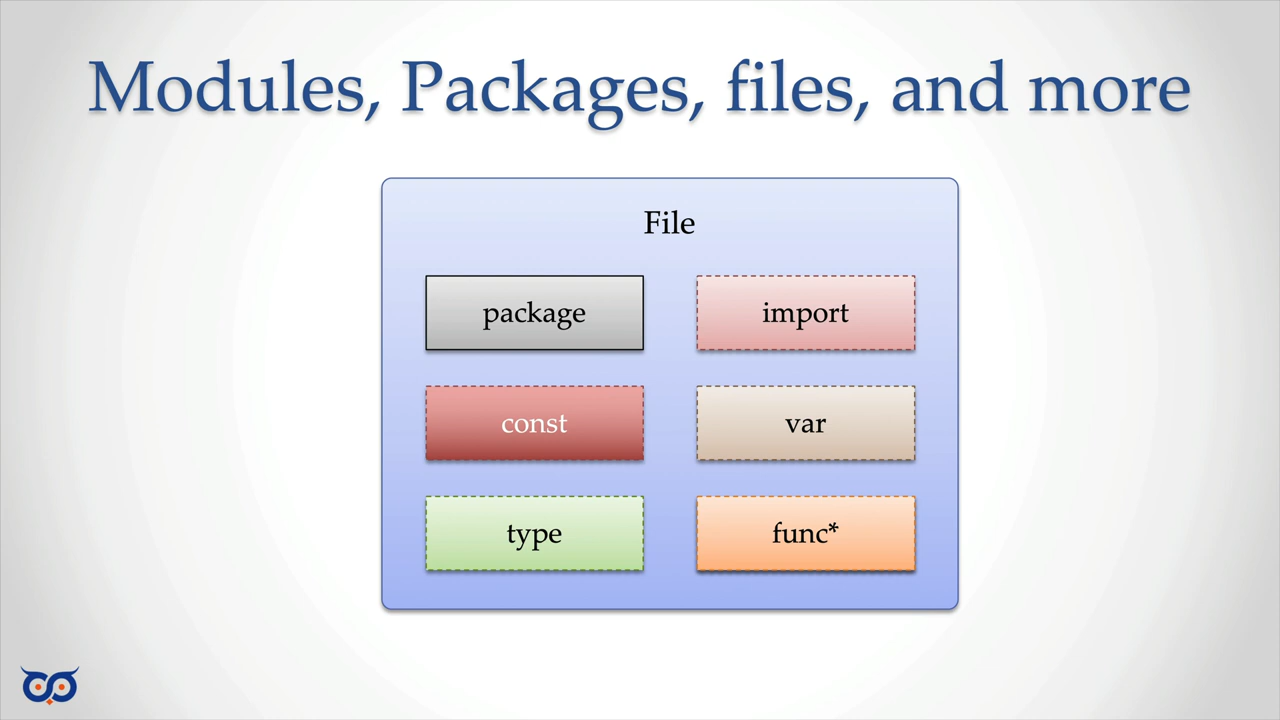 Modules, Packages, files, and more
File
package
import
const
var
type
func*